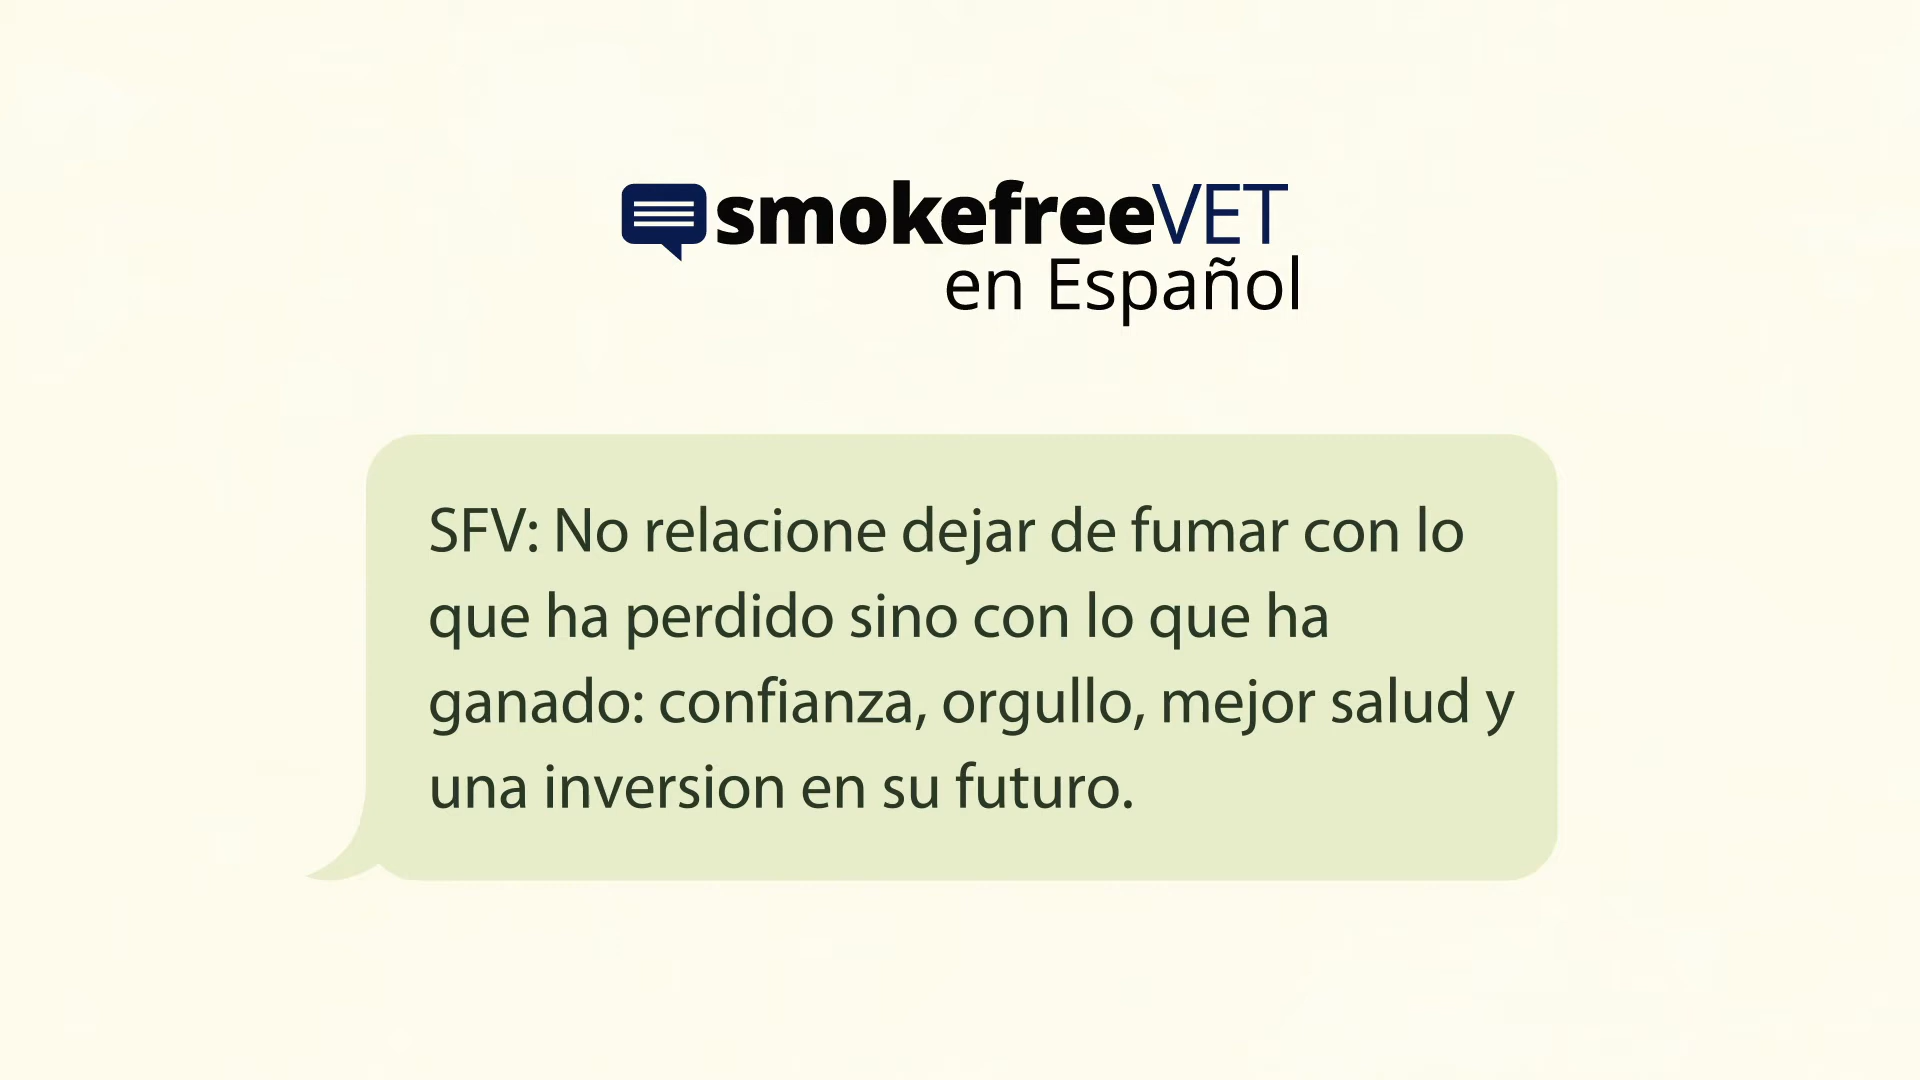 smokefreeVET
en Español
SFV: No relacione dejar de fumar con lo
que ha perdido sino con lo que ha
ganado: confianza, orgullo, mejor salud y
una inversion en su futuro.